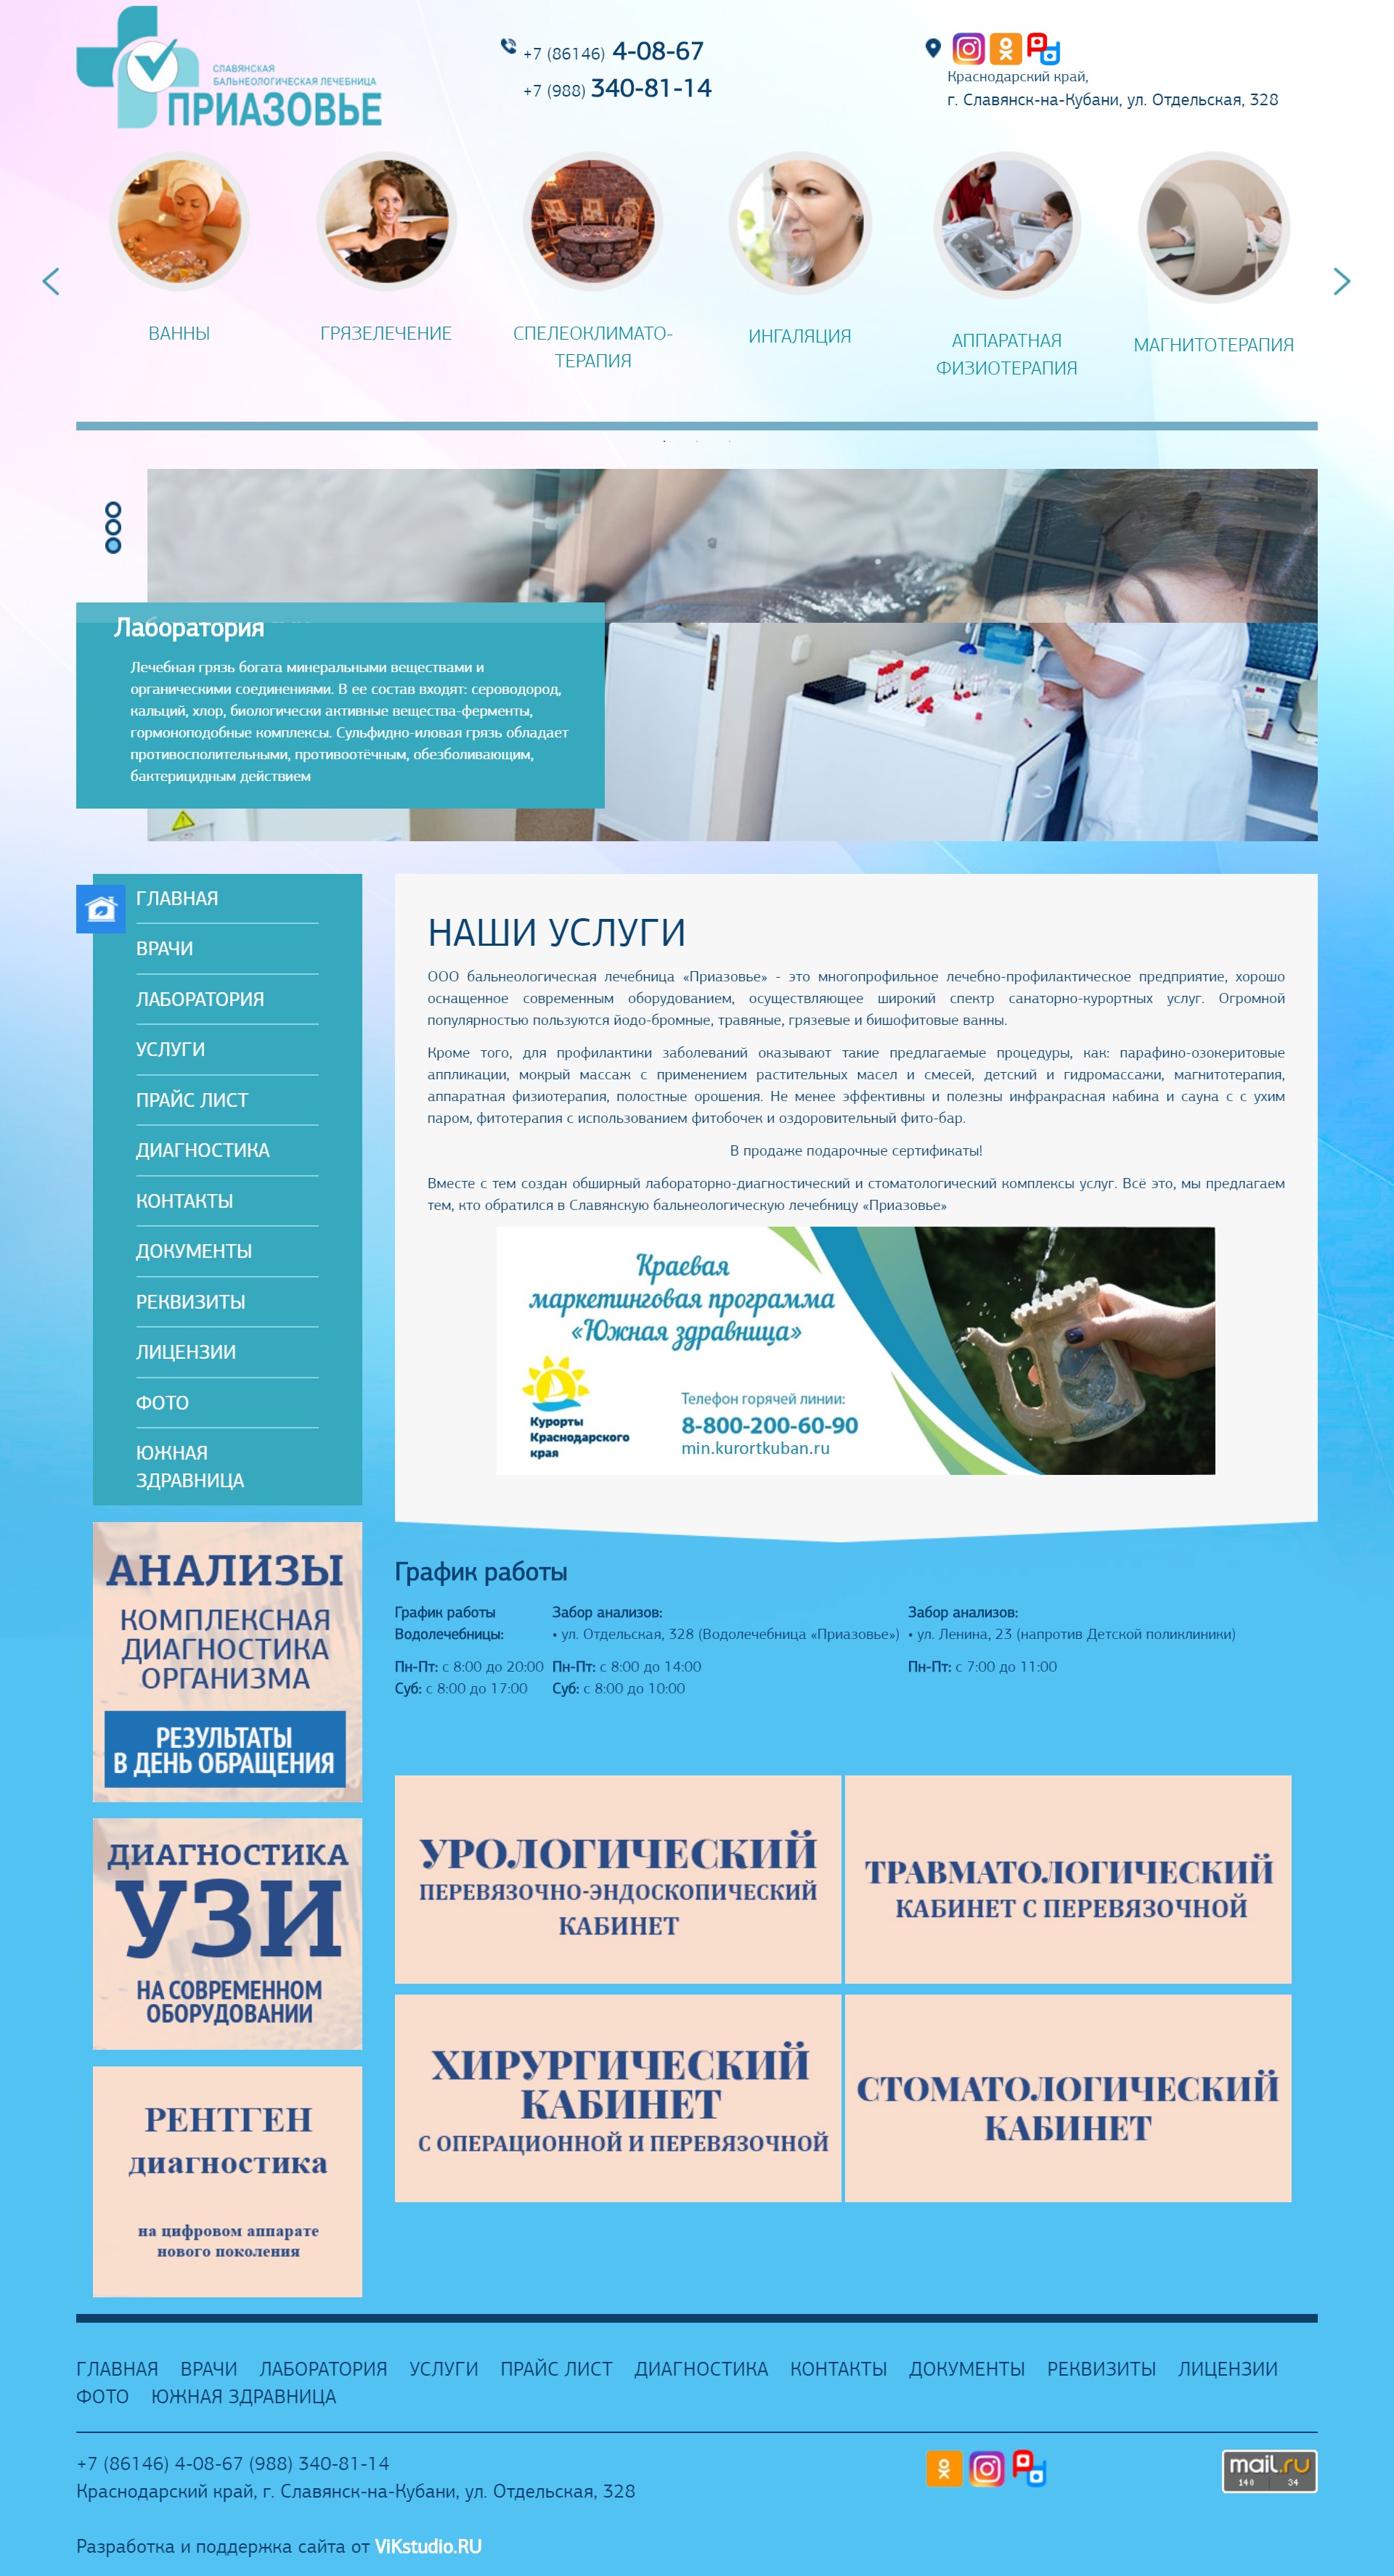 СЛАВЯНСКАЯ
БАЛЬНЕОЛОГИЧЕСКАЯ ЛЕЧЕБНИЦА
ПРИАЗОВЬЕ
+7 (86146) 4-08-67
+7 (988) 340-81-14
Краснодарский край,
г. Славянск-на-Кубани, ул. Отдельская, 328
ВАННЫ
ГРЯЗЕЛЕЧЕНИЕ
СПЕЛЕОКЛИМАТО-
ТЕРАПИЯ
ИНГАЛЯЦИЯ
АППАРАТНАЯ
ФИЗИОТЕРАПИЯ
МАГНИТОТЕРАПИЯ
Лаборатория
Лечебная грязь богата минеральными веществами и
органическими соединениями. В ее состав входят: сероводород,
кальций, хлор, биологически активные вещества-ферменты,
гормоноподобные комплексы. Сульфидно-иловая грязь обладает
противосполительными, противоотёчным, обезболивающим,
бактерицидным действием
ГЛАВНАЯ
ВРАЧИ
ЛАБОРАТОРИЯ
УСЛУГИ
ПРАЙС ЛИСТ
ДИАГНОСТИКА
КОНТАКТЫ
ДОКУМЕНТЫ
РЕКВИЗИТЫ
ЛИЦЕНЗИИ
ФОТО
ЮЖНАЯ
ЗДРАВНИЦА
НАШИ УСЛУГИ
ООО бальнеологическая лечебница «Приазовье» - это многопрофильное лечебно-профилактическое предприятие, хорошо
оснащенное современным оборудованием, осуществляющее широкий спектр санаторно-курортных услуг. Огромной
популярностью пользуются йодо-бромные, травяные, грязевые и бишофитовые ванны.
Кроме того, для профилактики заболеваний оказывают такие предлагаемые процедуры, как: парафино-озокеритовые
аппликации, мокрый массаж с применением растительных масел и смесей, детский и гидромассажи, магнитотерапия,
аппаратная физиотерапия, полостные орошения. Не менее эффективны и полезны инфракрасная кабина и сауна с с ухим
паром, фитотерапия с использованием фитобочек и оздоровительный фито-бар.
В продаже подарочные сертификаты!
Вместе с тем создан обширный лабораторно-диагностический и стоматологический комплексы услуг. Всё это, мы предлагаем
тем, кто обратился в Славянскую бальнеологическую лечебницу «Приазовье»
Краевая
маркетинговая программа
«Южная здравница»
Курорты
Краснодарского
края
Телефон горячей линии:
8-800-200-60-90
min.kurortkuban.ru
АНАЛИЗЫ
КОМПЛЕКСНАЯ
ДИАГНОСТИКА
ОРГАНИЗМА
РЕЗУЛЬТАТЫ
В ДЕНЬ ОБРАЩЕНИЯ
ДИАГНОСТИКА
УЗИ
НА СОВРЕМЕННОМ
ОБОРУДОВАНИИ
РЕНТГЕН
диагностика
на цифровом аппарате
нового поколения
График работы
График работы
Водолечебницы:
Пн-Пт: с 8:00 до 20:00
Суб: с 8:00 до 17:00
Забор анализов:
• ул. Отдельская, 328 (Водолечебница «Приазовье»)
Пн-Пт: с 8:00 до 14:00
Суб: с 8:00 до 10:00
Забор анализов:
• ул. Ленина, 23 (напротив Детской поликлиники)
Пн-Пт: с 7:00 до 11:00
УРОЛОГИЧЕСКИЙ
ПЕРЕВЯЗОЧНО-ЭНДОСКОПИЧЕСКИЙ
КАБИНЕТ
ТРАВМАТОЛОГИЧЕСКИЙ
КАБИНЕТ С ПЕРЕВЯЗОЧНОЙ
ХИРУРГИЧЕСКИЙ
КАБИНЕТ
С ОПЕРАЦИОННОЙ И ПЕРЕВЯЗОЧНОЙ
СТОМАТОЛОГИЧЕСКИЙ
КАБИНЕТ
ГЛАВНАЯ ВРАЧИ ЛАБОРАТОРИЯ УСЛУГИ ПРАЙС ЛИСТ ДИАГНОСТИКА КОНТАКТЫ ДОКУМЕНТЫ РЕКВИЗИТЫ ЛИЦЕНЗИИ
ФОТО ЮЖНАЯ ЗДРАВНИЦА
+7 (86146) 4-08-67 (988) 340-81-14
Краснодарский край, г. Славянск-на-Кубани, ул. Отдельская, 328
mail.ru
140 34
Разработка и поддержка сайта от ViKstudio.RU